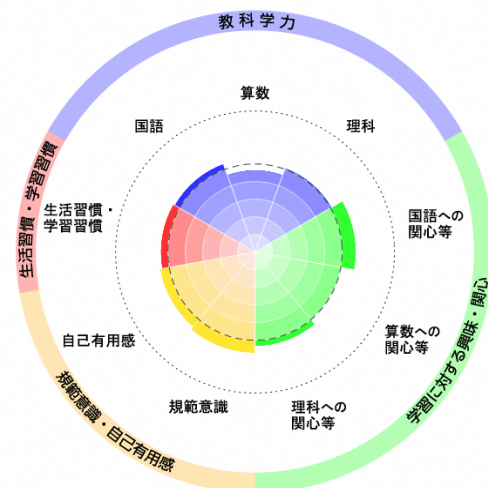 教科学力
算数
国語
理科
生活習慣・学習習慣
生活習慣・
学習習慣
国語への
関心等
算数への
関心等
自己有用感
規範意識
理科への
関心等
学習に対する興味・関心
規範意識・自己有用感